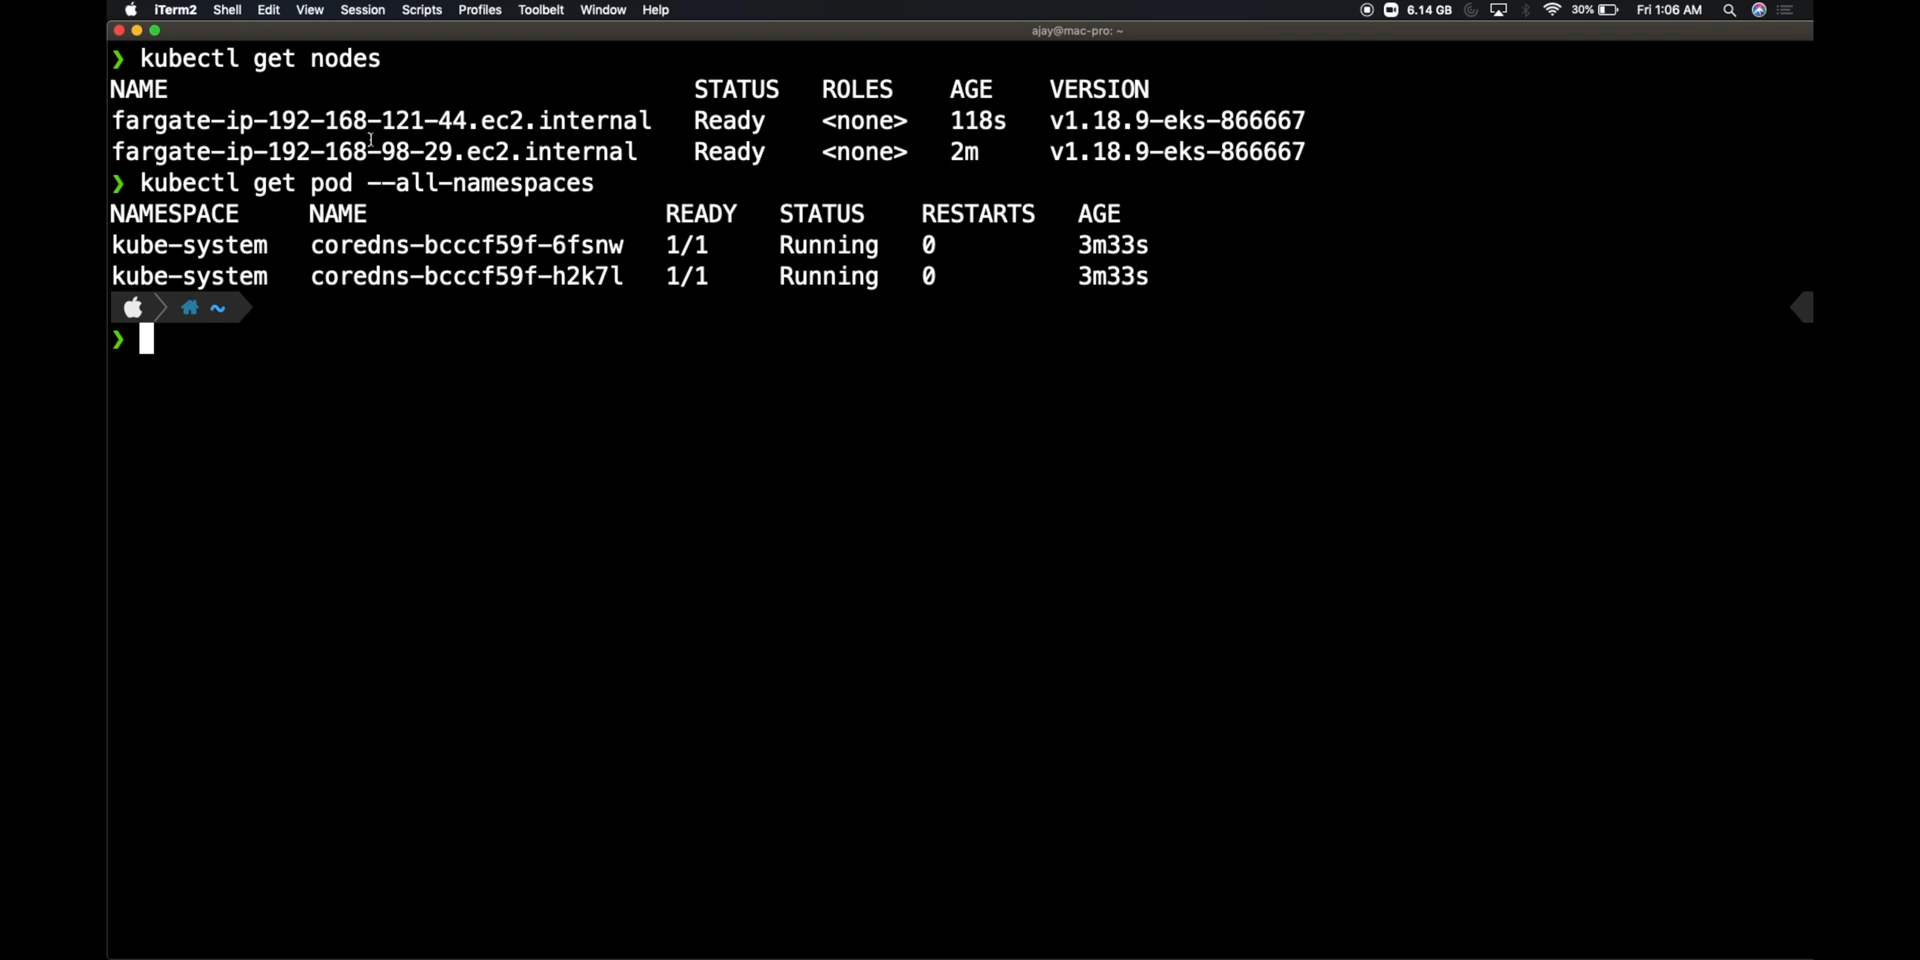 iTerm2 Shell Edit View Session Scripts Profiles Toolbelt Window Help 6.14 GB 30% Fri 1:06 AM
ajay@mac-pro: ~
❯ kubectl get nodes
NAME STATUS ROLES AGE VERSION
fargate-ip-192-168-121-44.ec2.internal Ready <none> 118s v1.18.9-eks-866667
fargate-ip-192-168-98-29.ec2.internal Ready <none> 2m v1.18.9-eks-866667
❯ kubectl get pod --all-namespaces
NAMESPACE NAME READY STATUS RESTARTS AGE
kube-system coredns-bcccf59f-6fsnw 1/1 Running 0 3m33s
kube-system coredns-bcccf59f-h2k7l 1/1 Running 0 3m33s
~
❯